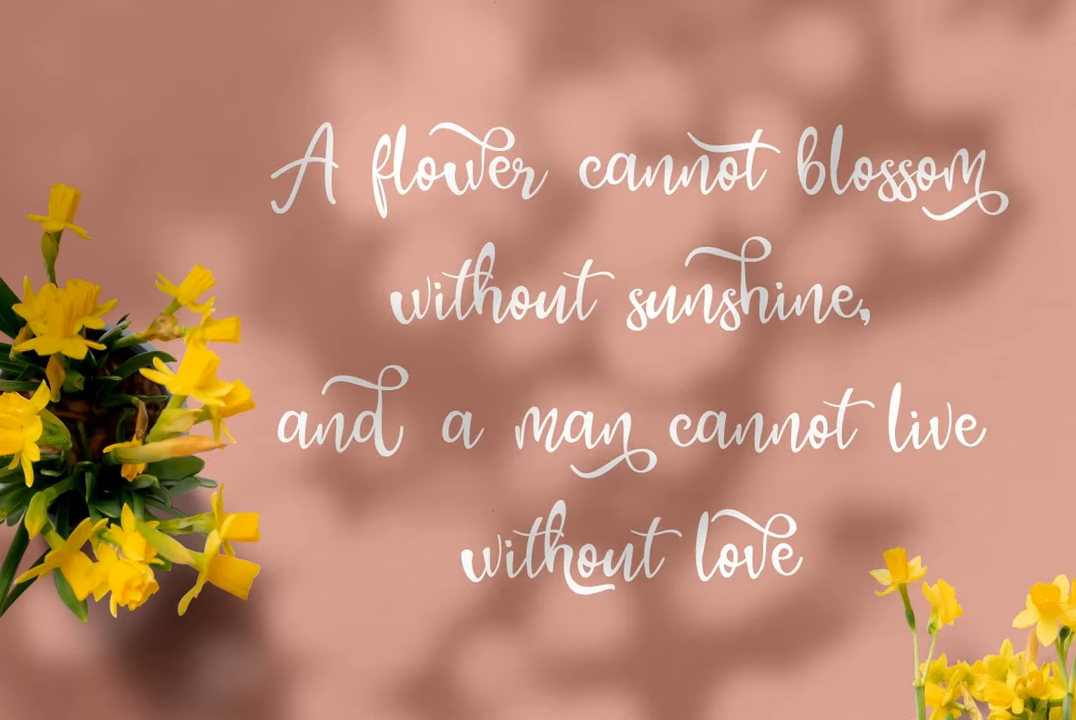 A flower cannot blossom
without sunshine,
and a man cannot live
without love